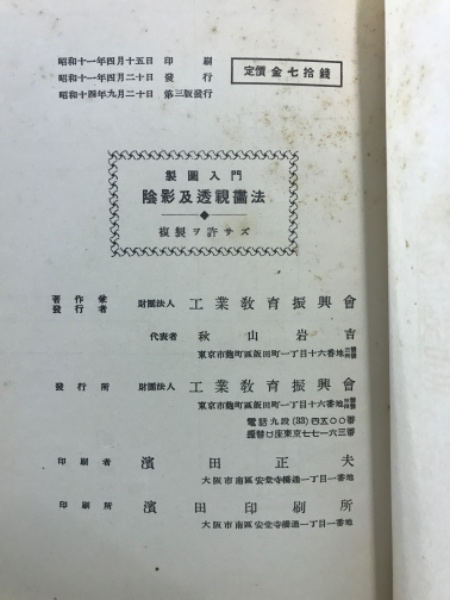 昭和十一年四月十五日 印刷
昭和十一年四月二十日 發行
昭和十四年九月二十日 第三版發行
定價金七拾錢
製圖入門
陰影及透視畫法
複製ヲ許サズ
著作兼發行者 財團法人 工業教育振興會
代表者 秋山岩吉
東京市麴町區飯田町一丁目十六番地
發行所 財團法人 工業教育振興會
東京市麴町區飯田町一丁目十六番地
電話九段(33)四五〇〇番
振替口座東京七七一六三番
印刷者 濱田正夫
大阪市南區安堂寺橋通一丁目一番地
印刷所 濱田印刷所
大阪市南區安堂寺橋通一丁目一番地